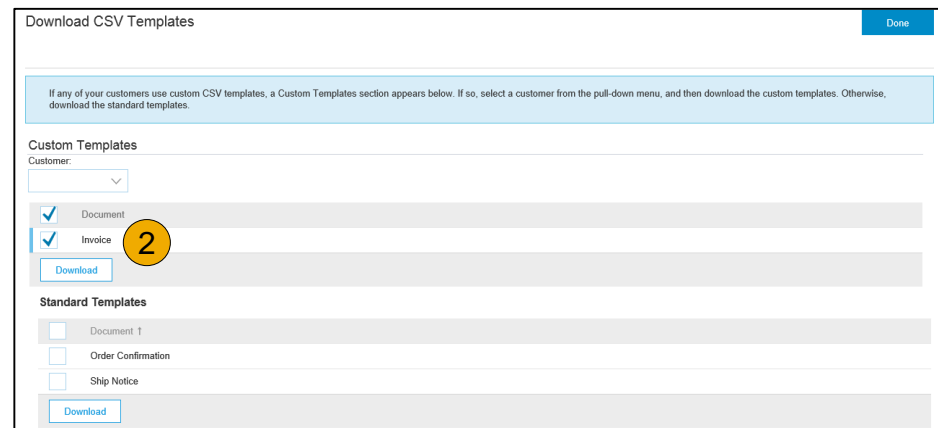 Download CSV Templates
Done
If any of your customers use custom CSV templates, a Custom Templates section appears below. If so, select a customer from the pull-down menu, and then download the custom templates. Otherwise,
download the standard templates.
Custom Templates
Customer:
Document
Invoice
2
Download
Standard Templates
Document ↑
Order Confirmation
Ship Notice
Download